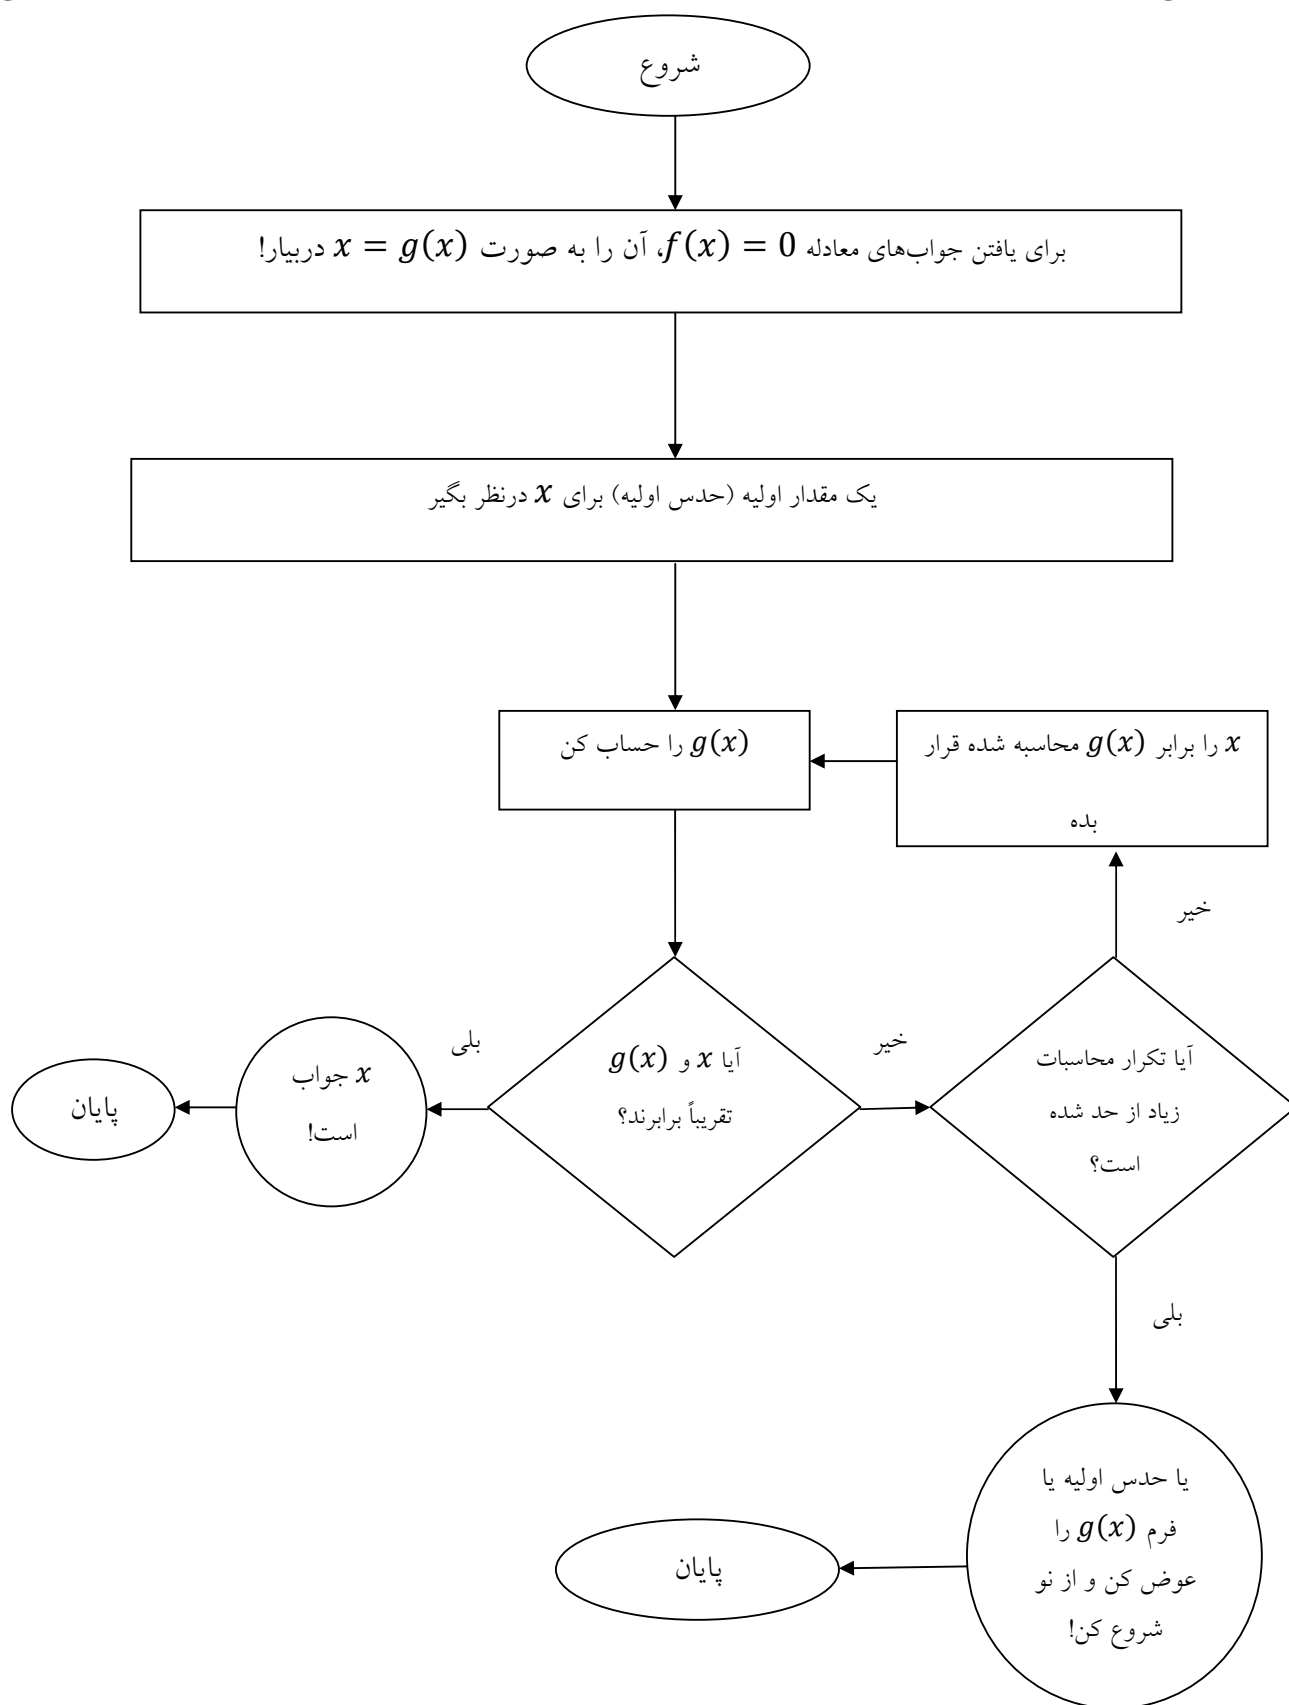 شروع
برای یافتن جواب‌های معادله f(x) = 0، آن را به صورت x = g(x) دربیار!
یک مقدار اولیه (حدس اولیه) برای x درنظر بگیر
g(x) را حساب کن
x را برابر g(x) محاسبه شده قرار
بده
خیر
آیا x و g(x)
تقریباً برابرند؟
خیر
بلی
آیا تکرار محاسبات
زیاد از حد شده
است؟
x جواب
است!
پایان
بلی
یا حدس اولیه یا
فرم g(x) را
عوض کن و از نو
شروع کن!
پایان